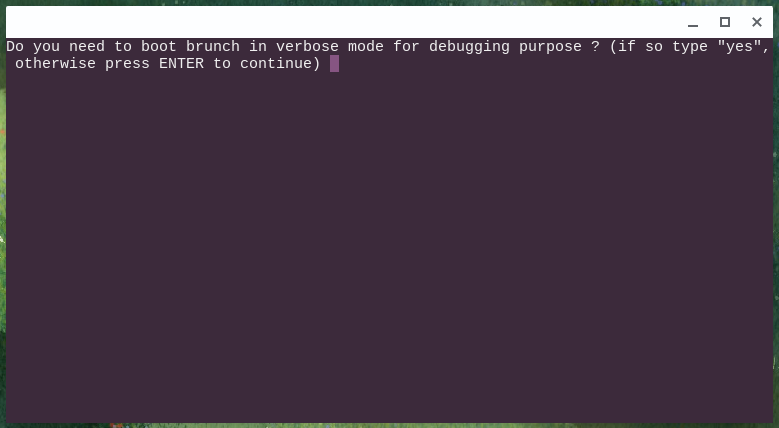 Do you need to boot brunch in verbose mode for debugging purpose ? (if so type "yes",
otherwise press ENTER to continue)